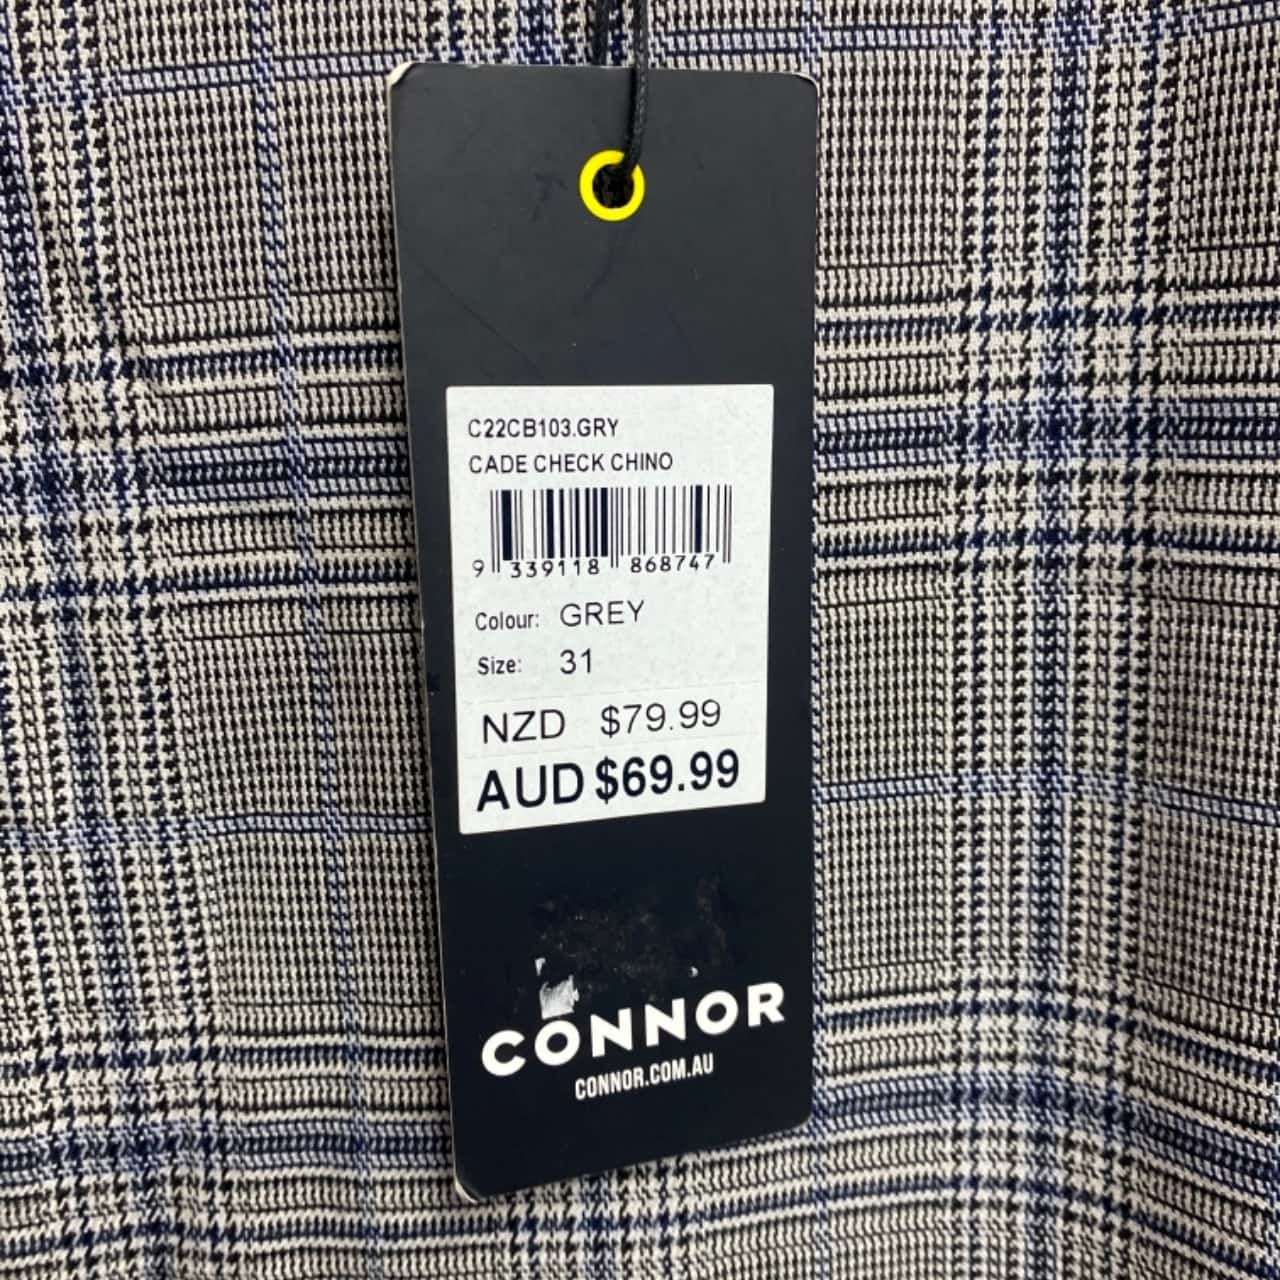 C22CB103.GRY
CADE CHECK CHINO
9 339118 868747
Colour: GREY
Size: 31
NZD $79.99
AUD $69.99
CONNOR
CONNOR.COM.AU